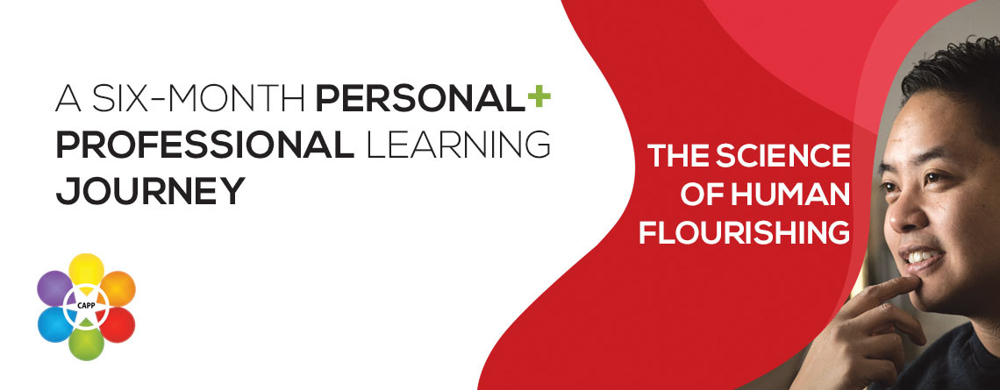 A SIX-MONTH PERSONAL+
PROFESSIONAL LEARNING
JOURNEY
THE SCIENCE
OF HUMAN
FLOURISHING
CAPP